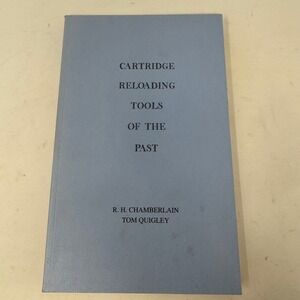 CARTRIDGE
RELOADING
TOOLS
OF THE
PAST
R. H. CHAMBERLAIN
TOM QUIGLEY